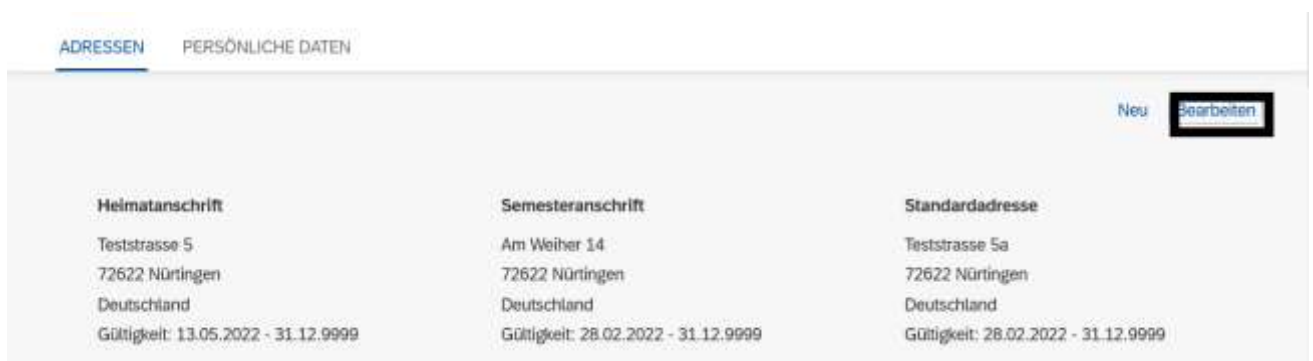 ADRESSEN PERSÖNLICHE DATEN
Neu Bearbeiten
Heimatanschrift
Teststrasse 5
72622 Nürtingen
Deutschland
Gültigkeit: 13.05.2022 - 31.12.9999
Semesteranschrift
Am Weiher 14
72622 Nürtingen
Deutschland
Gültigkeit: 28.02.2022 - 31.12.9999
Standardadresse
Teststrasse 5a
72622 Nürtingen
Deutschland
Gültigkeit: 28.02.2022 - 31.12.9999